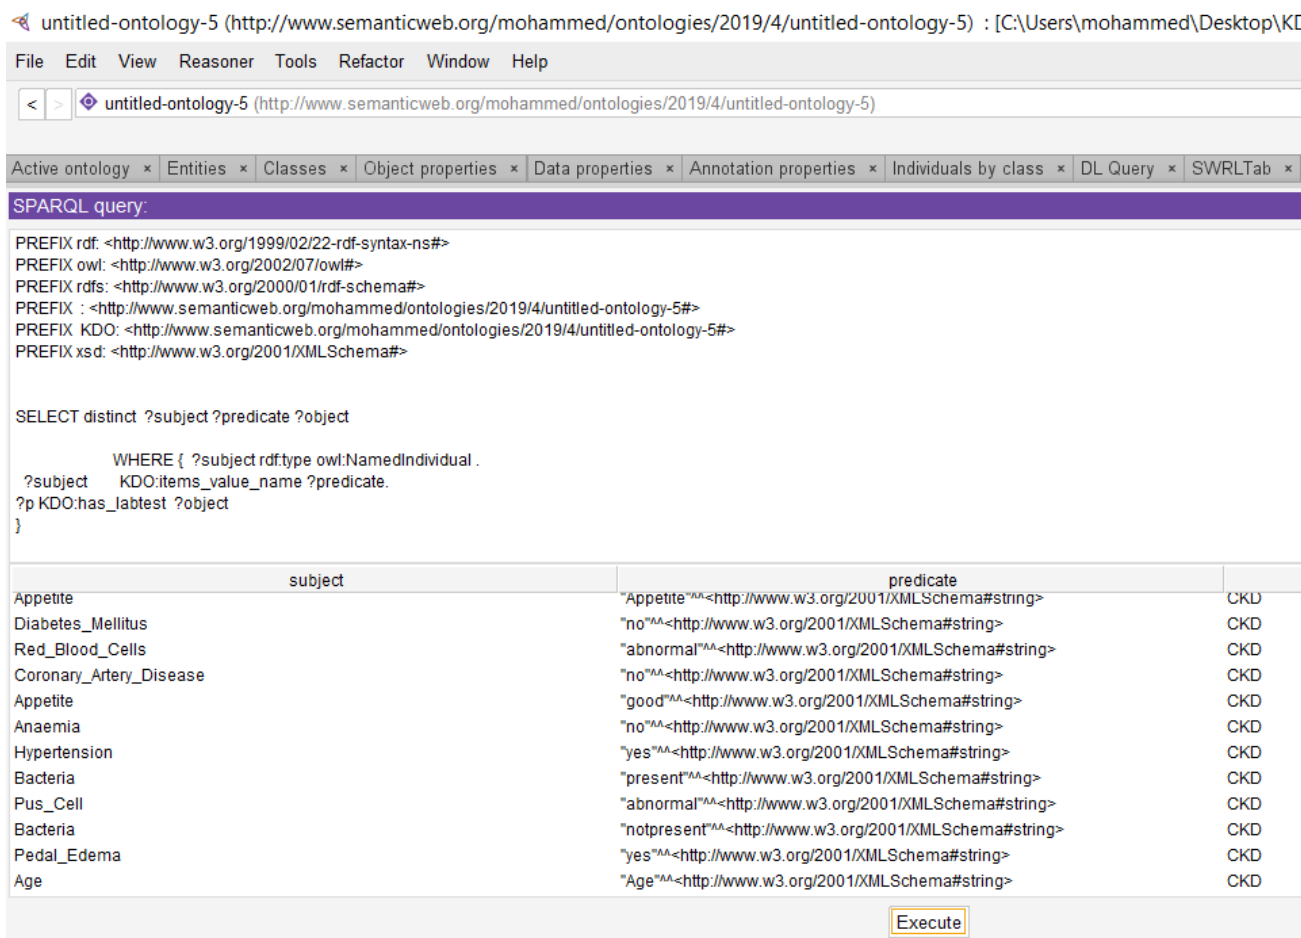 untitled-ontology-5 (http://www.semanticweb.org/mohammed/ontologies/2019/4/untitled-ontology-5) : [C:\Users\mohammed\Desktop\KD
File Edit View Reasoner Tools Refactor Window Help
< > untitled-ontology-5 (http://www.semanticweb.org/mohammed/ontologies/2019/4/untitled-ontology-5)
Active ontology × Entities × Classes × Object properties × Data properties × Annotation properties × Individuals by class × DL Query × SWRLTab ×
SPARQL query:
PREFIX rdf: <http://www.w3.org/1999/02/22-rdf-syntax-ns#>
PREFIX owl: <http://www.w3.org/2002/07/owl#>
PREFIX rdfs: <http://www.w3.org/2000/01/rdf-schema#>
PREFIX : <http://www.semanticweb.org/mohammed/ontologies/2019/4/untitled-ontology-5#>
PREFIX KDO: <http://www.semanticweb.org/mohammed/ontologies/2019/4/untitled-ontology-5#>
PREFIX xsd: <http://www.w3.org/2001/XMLSchema#>
SELECT distinct ?subject ?predicate ?object
WHERE { ?subject rdf:type owl:NamedIndividual .
?subject KDO:items_value_name ?predicate.
?p KDO:has_labtest ?object
}
subject predicate
Appetite "Appetite"^^<http://www.w3.org/2001/XMLSchema#string> CKD
Diabetes_Mellitus "no"^^<http://www.w3.org/2001/XMLSchema#string> CKD
Red_Blood_Cells "abnormal"^^<http://www.w3.org/2001/XMLSchema#string> CKD
Coronary_Artery_Disease "no"^^<http://www.w3.org/2001/XMLSchema#string> CKD
Appetite "good"^^<http://www.w3.org/2001/XMLSchema#string> CKD
Anaemia "no"^^<http://www.w3.org/2001/XMLSchema#string> CKD
Hypertension "yes"^^<http://www.w3.org/2001/XMLSchema#string> CKD
Bacteria "present"^^<http://www.w3.org/2001/XMLSchema#string> CKD
Pus_Cell "abnormal"^^<http://www.w3.org/2001/XMLSchema#string> CKD
Bacteria "notpresent"^^<http://www.w3.org/2001/XMLSchema#string> CKD
Pedal_Edema "yes"^^<http://www.w3.org/2001/XMLSchema#string> CKD
Age "Age"^^<http://www.w3.org/2001/XMLSchema#string> CKD
Execute